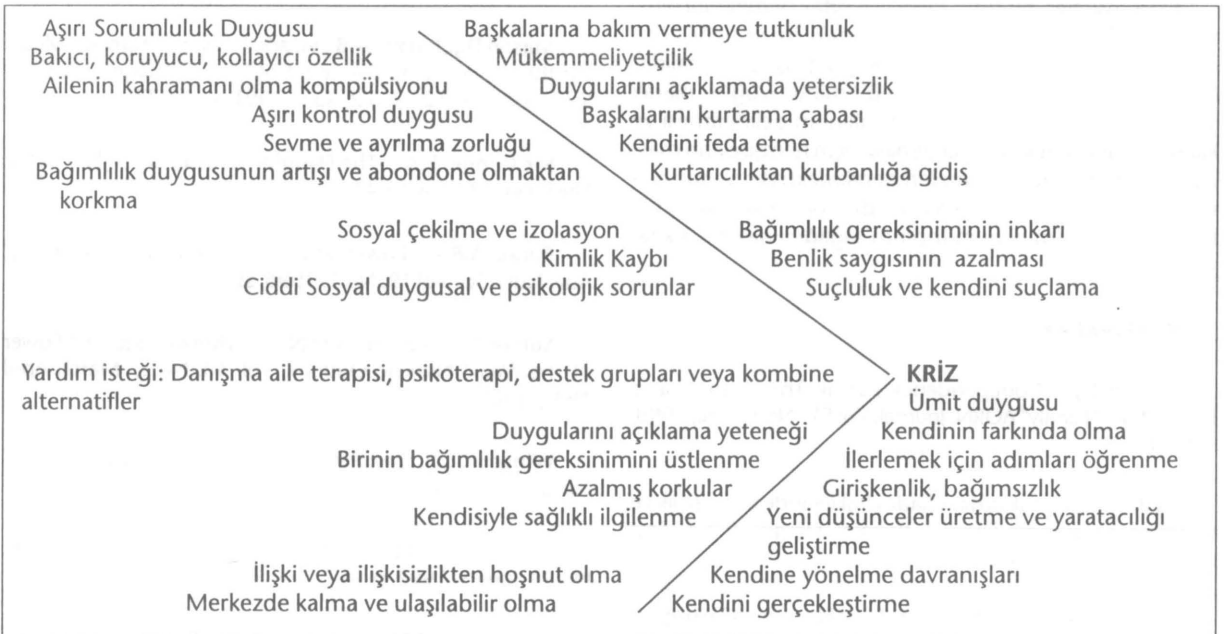 Aşırı Sorumluluk Duygusu Başkalarına bakım vermeye tutkunluk
Bakıcı, koruyucu, kollayıcı özellik Mükemmeliyetçilik
Ailenin kahramanı olma kompülsiyonu Duygularını açıklamada yetersizlik
Aşırı kontrol duygusu Başkalarını kurtarma çabası
Sevme ve ayrılma zorluğu Kendini feda etme
Bağımlılık duygusunun artışı ve abondone olmaktan Kurtarıcılıktan kurbanlığa gidiş
korkma
Sosyal çekilme ve izolasyon Bağımlılık gereksiniminin inkarı
Kimlik Kaybı Benlik saygısının azalması
Ciddi Sosyal duygusal ve psikolojik sorunlar Suçluluk ve kendini suçlama
Yardım isteği: Danışma aile terapisi, psikoterapi, destek grupları veya kombine KRİZ
alternatifler Ümit duygusu
Duygularını açıklama yeteneği Kendinin farkında olma
Birinin bağımlılık gereksinimini üstlenme İlerlemek için adımları öğrenme
Azalmış korkular Girişkenlik, bağımsızlık
Kendisiyle sağlıklı ilgilenme Yeni düşünceler üretme ve yaratacılığı
geliştirme
İlişki veya ilişkisizlikten hoşnut olma Kendine yönelme davranışları
Merkezde kalma ve ulaşılabilir olma Kendini gerçekleştirme